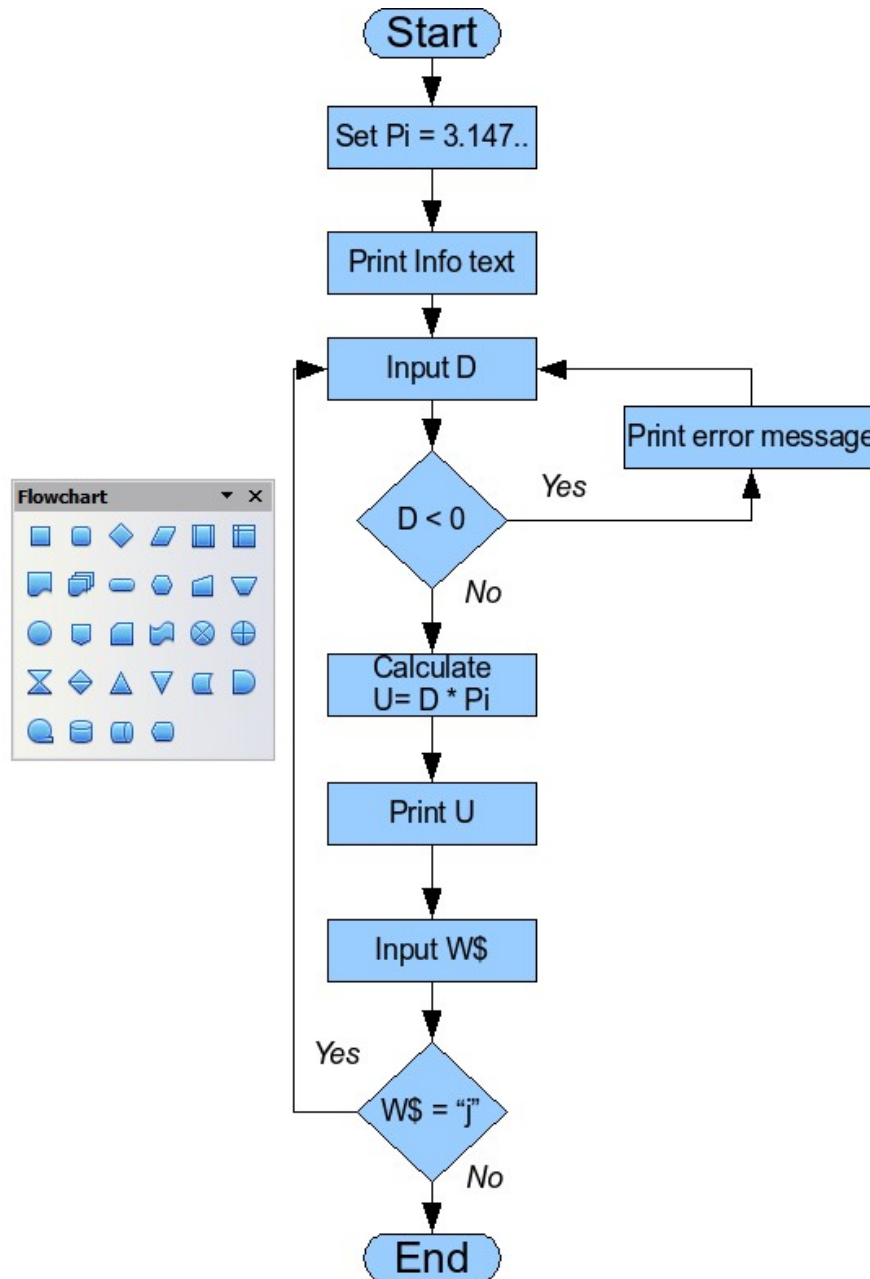 Start
Set Pi = 3.147..
Print Info text
Input D
Print error message
D < 0
Yes
No
Calculate
U= D * Pi
Print U
Input W$
Yes
W$ = “j”
No
End
Flowchart